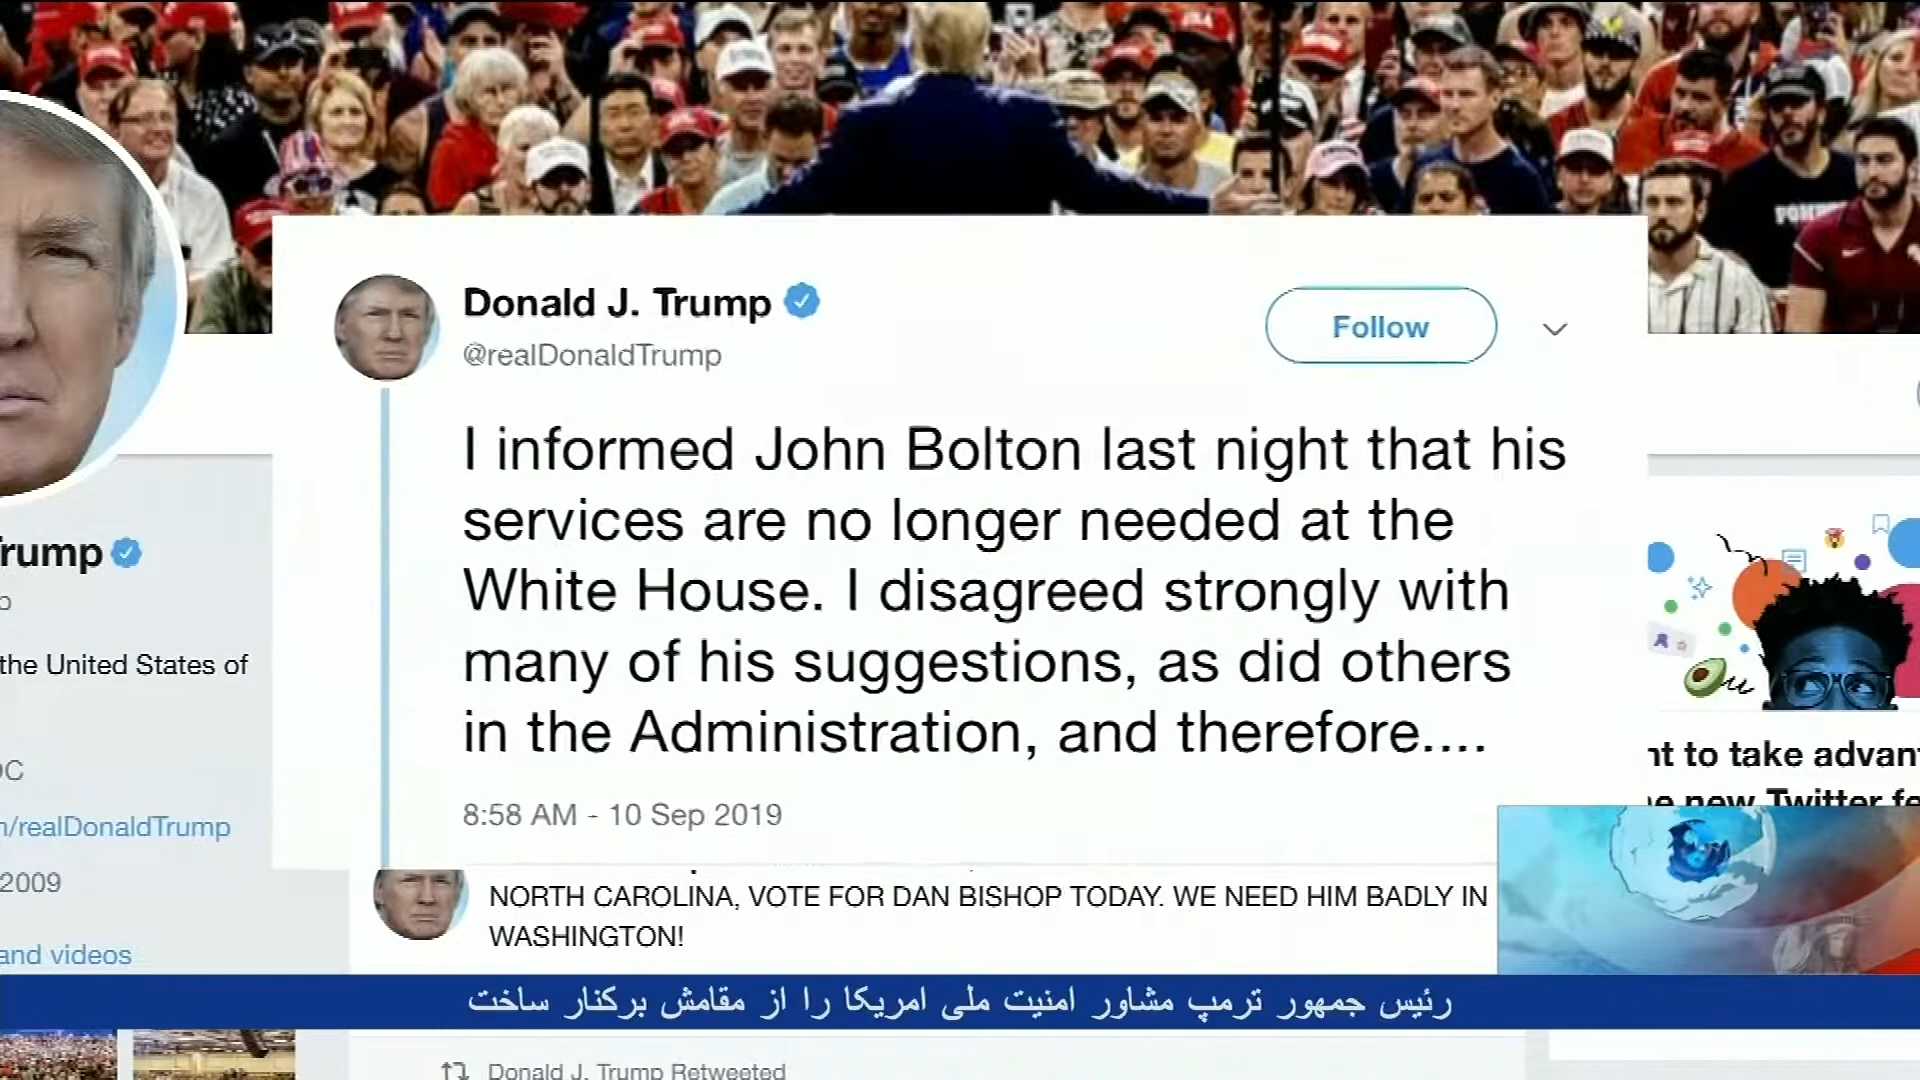 Donald J. Trump
@realDonaldTrump
Follow
I informed John Bolton last night that his
services are no longer needed at the
White House. I disagreed strongly with
many of his suggestions, as did others
in the Administration, and therefore....
8:58 AM - 10 Sep 2019
rump
the United States of
DC
/realDonaldTrump
2009
and videos
to take advan
new Twitter fe
NORTH CAROLINA, VOTE FOR DAN BISHOP TODAY. WE NEED HIM BADLY IN
WASHINGTON!
رئیس جمهور ترمپ مشاور امنیت ملی امریکا را از مقامش برکنار ساخت
Donald J. Trump Retweeted